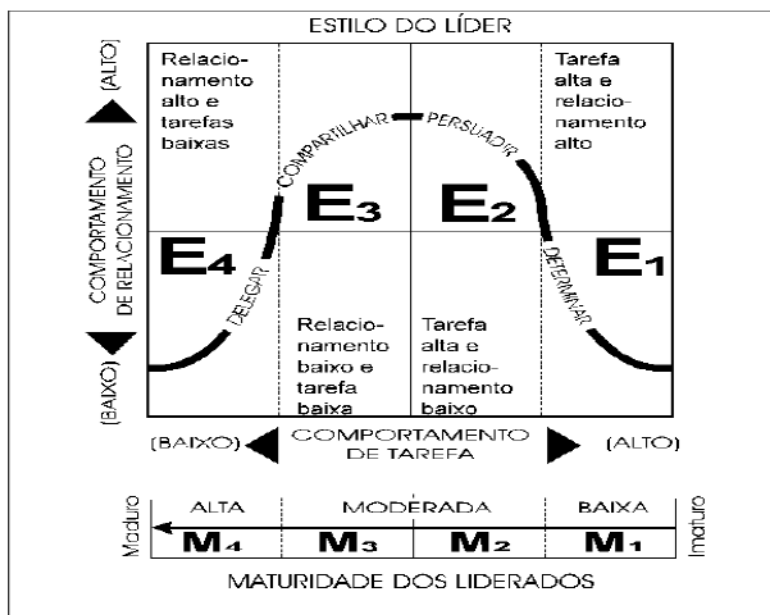 ESTILO DO LÍDER
(ALTO)
COMPORTAMENTO
DE RELACIONAMENTO
(BAIXO)
Relacio-
namento
alto e
tarefas
baixas
Tarefa
alta e
relacio-
namento
alto
COMPARTILHAR
PERSUADIR
E3
E2
E4
E1
DELEGAR
DETERMINAR
Relacio-
namento
baixo e
tarefa
baixa
Tarefa
alta e
relacio-
namento
baixo
(BAIXO)
COMPORTAMENTO
DE TAREFA
(ALTO)
Maduro
ALTA
MODERADA
BAIXA
Imaturo
M4
M3
M2
M1
MATURIDADE DOS LIDERADOS